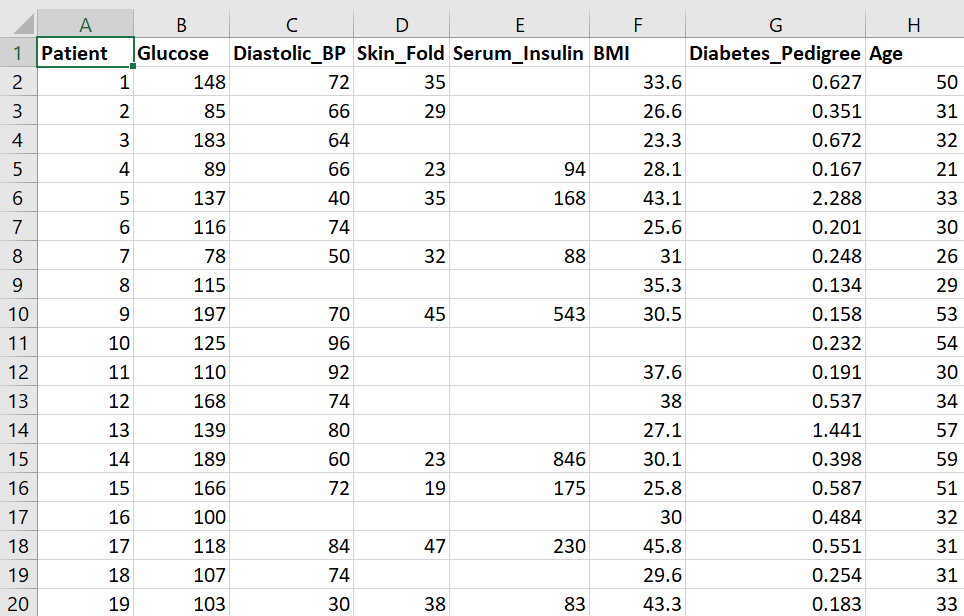 A B C D E F G H
1 Patient Glucose Diastolic_BP Skin_Fold Serum_Insulin BMI Diabetes_Pedigree Age
2 1 148 72 35 33.6 0.627 50
3 2 85 66 29 26.6 0.351 31
4 3 183 64 23.3 0.672 32
5 4 89 66 23 94 28.1 0.167 21
6 5 137 40 35 168 43.1 2.288 33
7 6 116 74 25.6 0.201 30
8 7 78 50 32 88 31 0.248 26
9 8 115 35.3 0.134 29
10 9 197 70 45 543 30.5 0.158 53
11 10 125 96 0.232 54
12 11 110 92 37.6 0.191 30
13 12 168 74 38 0.537 34
14 13 139 80 27.1 1.441 57
15 14 189 60 23 846 30.1 0.398 59
16 15 166 72 19 175 25.8 0.587 51
17 16 100 30 0.484 32
18 17 118 84 47 230 45.8 0.551 31
19 18 107 74 29.6 0.254 31
20 19 103 30 38 83 43.3 0.183 33